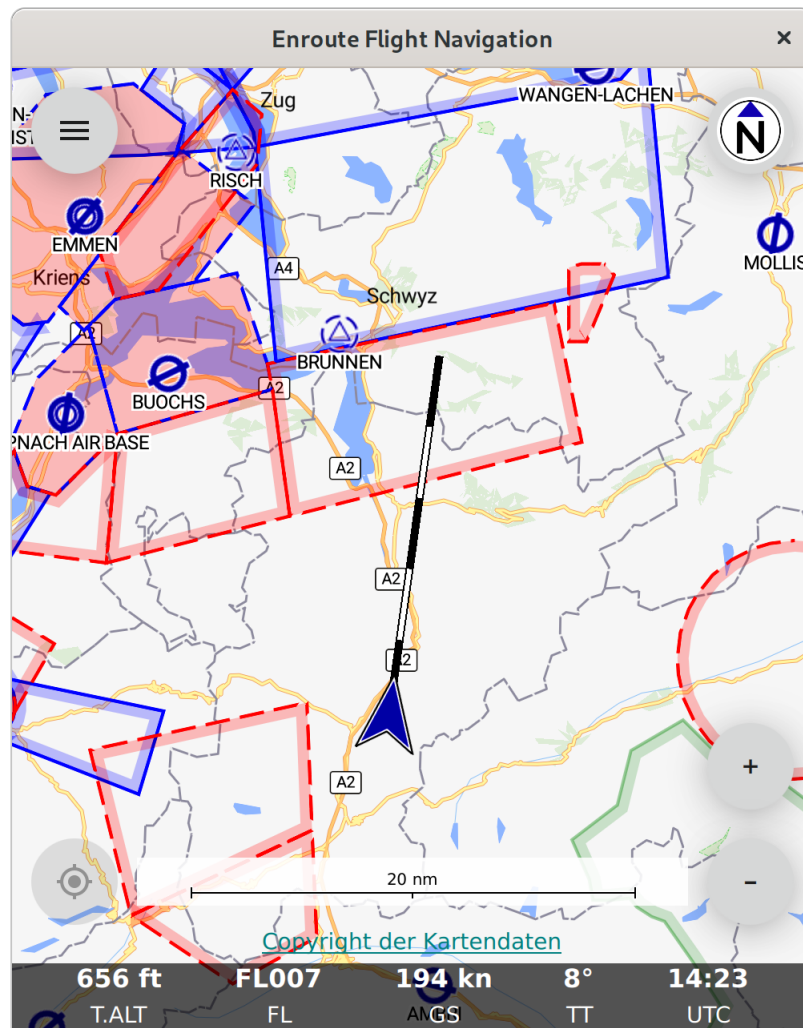 Enroute Flight Navigation
×
Zug
WANGEN-LACHEN
N
RISCH
EMMEN
MOLLIS
Kriens
A4
Schwyz
A2
BRUNNEN
BUOCHS
A2
PNACH AIR BASE
A2
A2
A2
A2
+
20 nm
-
Copyright der Kartendaten
656 ft
FL007
194 kn
8°
14:23
T.ALT
FL
GS
TT
UTC